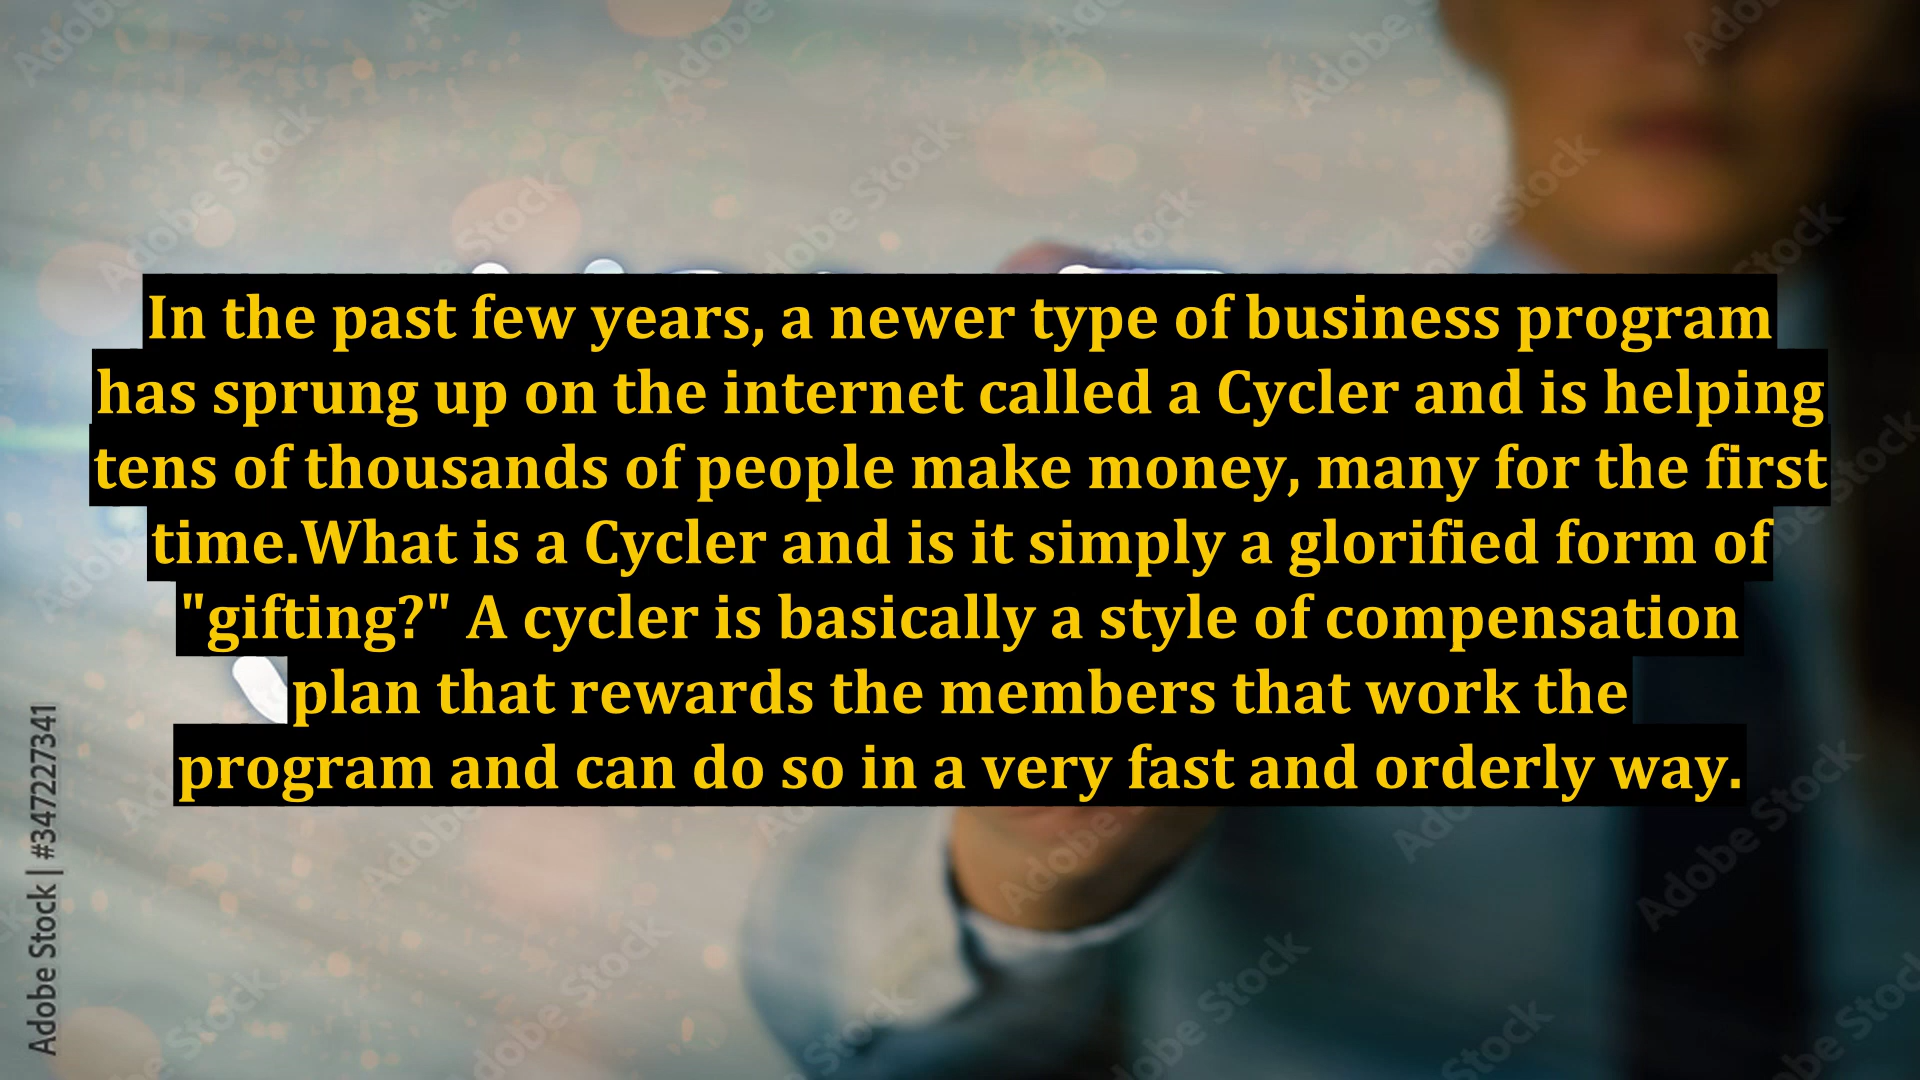 In the past few years, a newer type of business program
has sprung up on the internet called a Cycler and is helping
tens of thousands of people make money, many for the first
time.What is a Cycler and is it simply a glorified form of
"gifting?" A cycler is basically a style of compensation
plan that rewards the members that work the
program and can do so in a very fast and orderly way.
Adobe Stock | #347227341